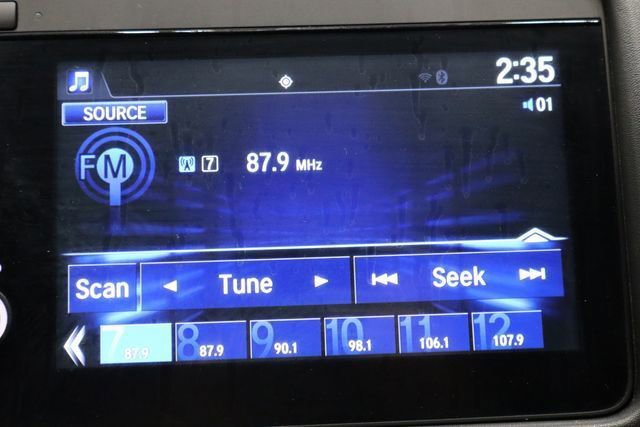 2:35
SOURCE
01
FM
7 87.9 MHz
Scan Tune Seek
7 87.9 8 87.9 9 90.1 10 98.1 11 106.1 12 107.9